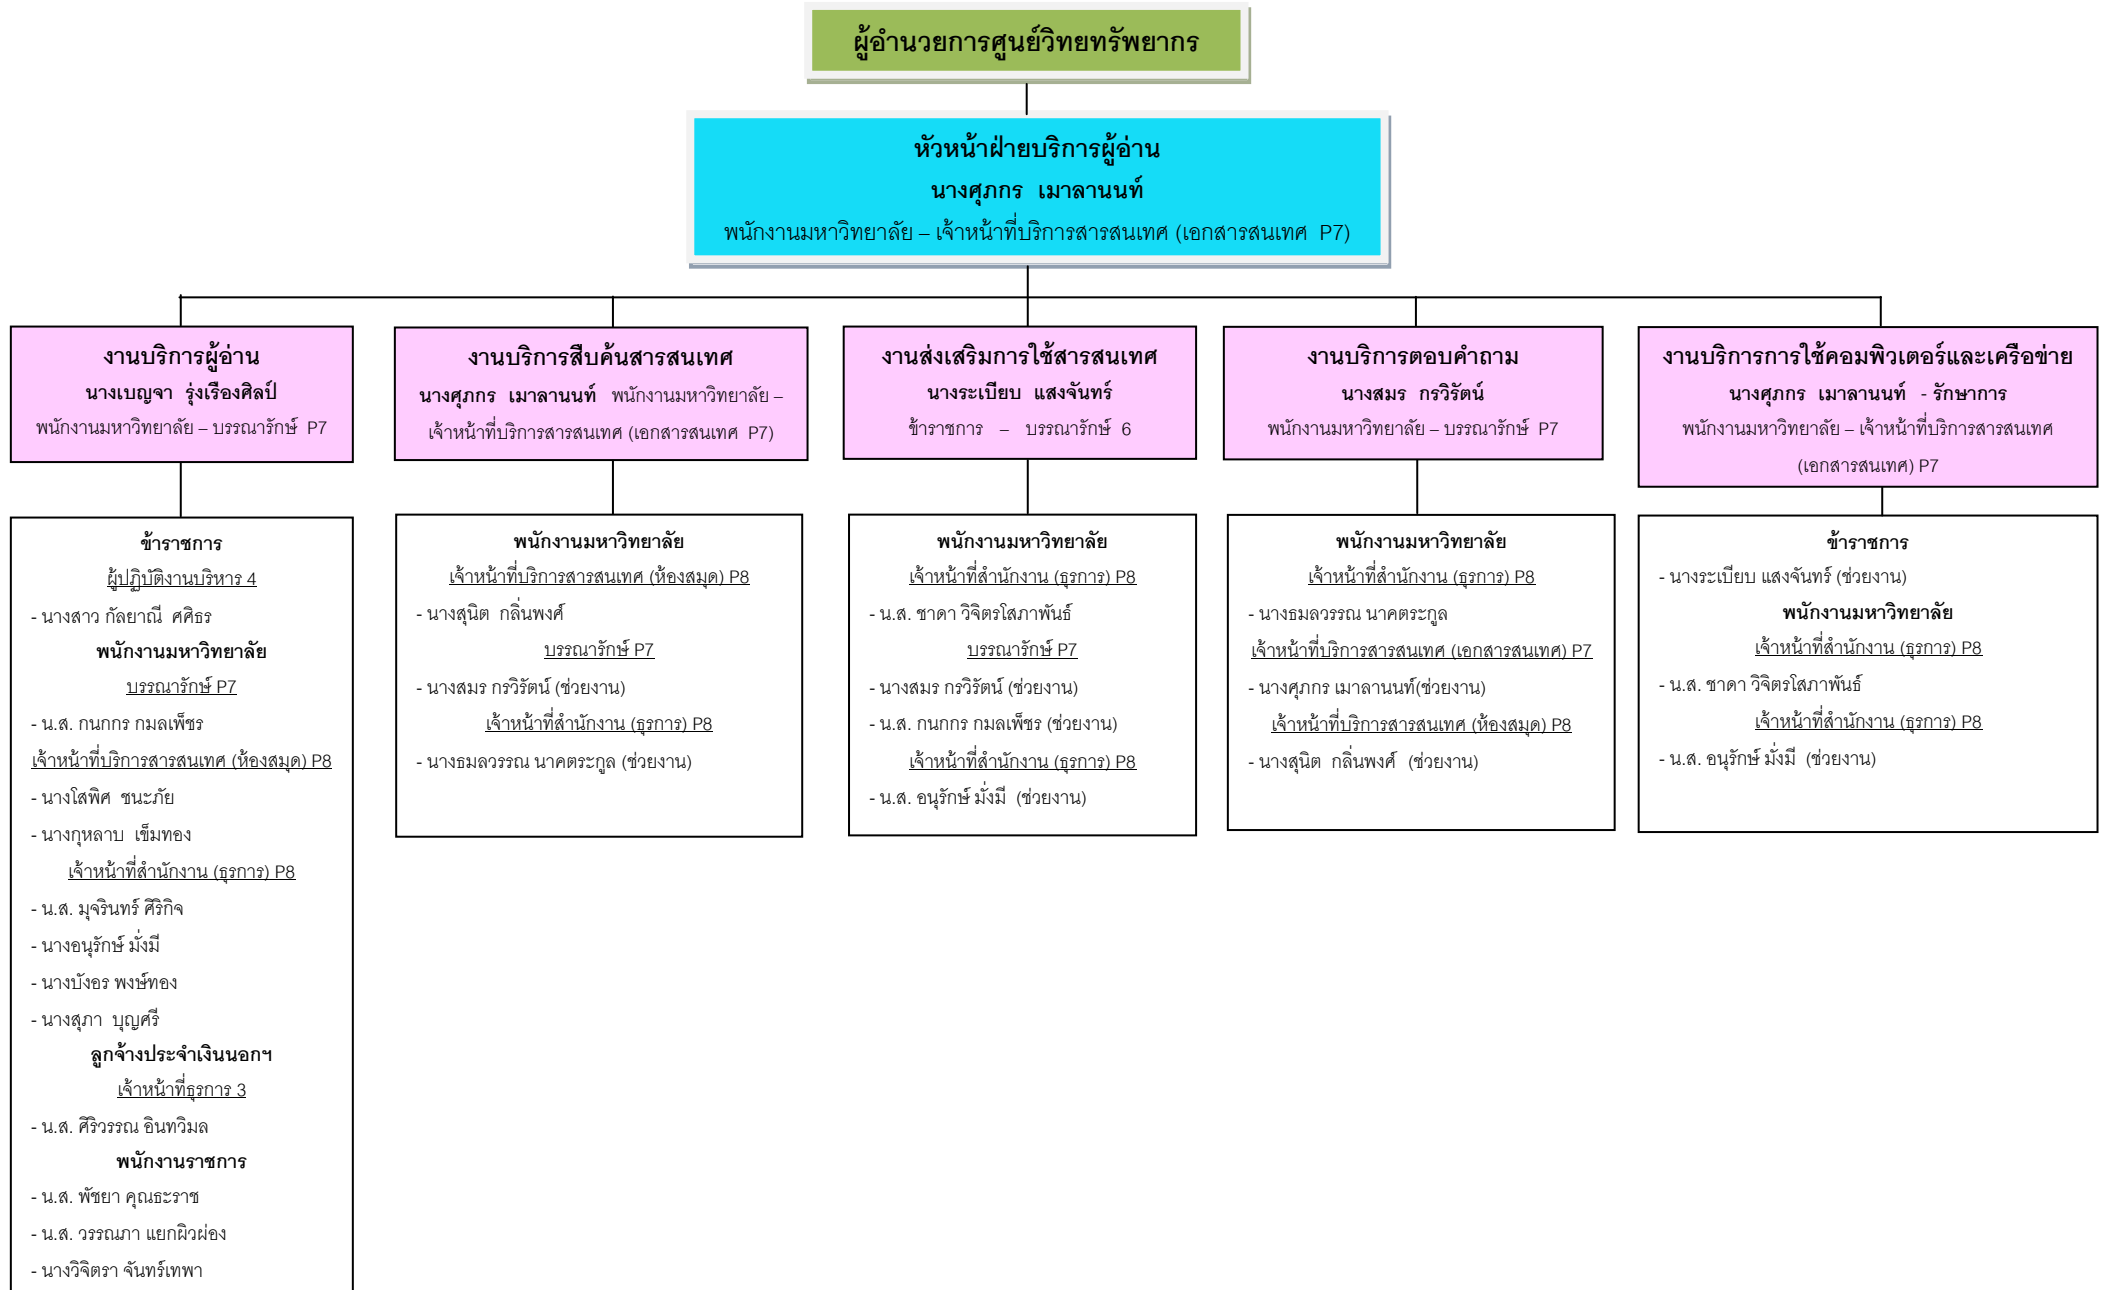 ผู้อำนวยการศูนย์วิทยทรัพยากร
หัวหน้าฝ่ายบริการผู้อ่าน
นางศุภกร เมาลานนท์
พนักงานมหาวิทยาลัย – เจ้าหน้าที่บริการสารสนเทศ (เอกสารสนเทศ P7)
งานบริการผู้อ่าน
นางเบญจา รุ่งเรืองศิลป์
พนักงานมหาวิทยาลัย – บรรณารักษ์ P7
งานบริการสืบค้นสารสนเทศ
นางศุภกร เมาลานนท์ พนักงานมหาวิทยาลัย –
เจ้าหน้าที่บริการสารสนเทศ (เอกสารสนเทศ P7)
งานส่งเสริมการใช้สารสนเทศ
นางระเบียบ แสงจันทร์
ข้าราชการ – บรรณารักษ์ 6
งานบริการตอบคำถาม
นางสมร กรวิรัตน์
พนักงานมหาวิทยาลัย – บรรณารักษ์ P7
งานบริการการใช้คอมพิวเตอร์และเครือข่าย
นางศุภกร เมาลานนท์ - รักษาการ
พนักงานมหาวิทยาลัย – เจ้าหน้าที่บริการสารสนเทศ
(เอกสารสนเทศ) P7
ข้าราชการ
ผู้ปฏิบัติงานบริหาร 4
- นางสาว กัลยาณี ศศิธร
พนักงานมหาวิทยาลัย
บรรณารักษ์ P7
- น.ส. กนกกร กมลเพ็ชร
เจ้าหน้าที่บริการสารสนเทศ (ห้องสมุด) P8
- นางโสพิศ ชนะภัย
- นางกุหลาบ เข็มทอง
เจ้าหน้าที่สำนักงาน (ธุรการ) P8
- น.ส. มุจรินทร์ ศิริกิจ
- นางอนุรักษ์ มั่งมี
- นางบังอร พงษ์ทอง
- นางสุภา บุญศรี
ลูกจ้างประจำเงินนอกฯ
เจ้าหน้าที่ธุรการ 3
- น.ส. ศิริวรรณ อินทวิมล
พนักงานราชการ
- น.ส. พัชยา คุณธะราช
- น.ส. วรรณภา แยกผิวผ่อง
- นางวิจิตรา จันทร์เทพา
พนักงานมหาวิทยาลัย
เจ้าหน้าที่บริการสารสนเทศ (ห้องสมุด) P8
- นางสุนิต กลิ่นพงศ์
บรรณารักษ์ P7
- นางสมร กรวิรัตน์ (ช่วยงาน)
เจ้าหน้าที่สำนักงาน (ธุรการ) P8
- นางธมลวรรณ นาคตระกูล (ช่วยงาน)
พนักงานมหาวิทยาลัย
เจ้าหน้าที่สำนักงาน (ธุรการ) P8
- น.ส. ชาดา วิจิตรโสภาพันธ์
บรรณารักษ์ P7
- นางสมร กรวิรัตน์ (ช่วยงาน)
- น.ส. กนกกร กมลเพ็ชร (ช่วยงาน)
เจ้าหน้าที่สำนักงาน (ธุรการ) P8
- น.ส. อนุรักษ์ มั่งมี (ช่วยงาน)
พนักงานมหาวิทยาลัย
เจ้าหน้าที่สำนักงาน (ธุรการ) P8
- นางธมลวรรณ นาคตระกูล
เจ้าหน้าที่บริการสารสนเทศ (เอกสารสนเทศ) P7
- นางศุภกร เมาลานนท์(ช่วยงาน)
เจ้าหน้าที่บริการสารสนเทศ (ห้องสมุด) P8
- นางสุนิต กลิ่นพงศ์ (ช่วยงาน)
ข้าราชการ
- นางระเบียบ แสงจันทร์ (ช่วยงาน)
พนักงานมหาวิทยาลัย
เจ้าหน้าที่สำนักงาน (ธุรการ) P8
- น.ส. ชาดา วิจิตรโสภาพันธ์
เจ้าหน้าที่สำนักงาน (ธุรการ) P8
- น.ส. อนุรักษ์ มั่งมี (ช่วยงาน)